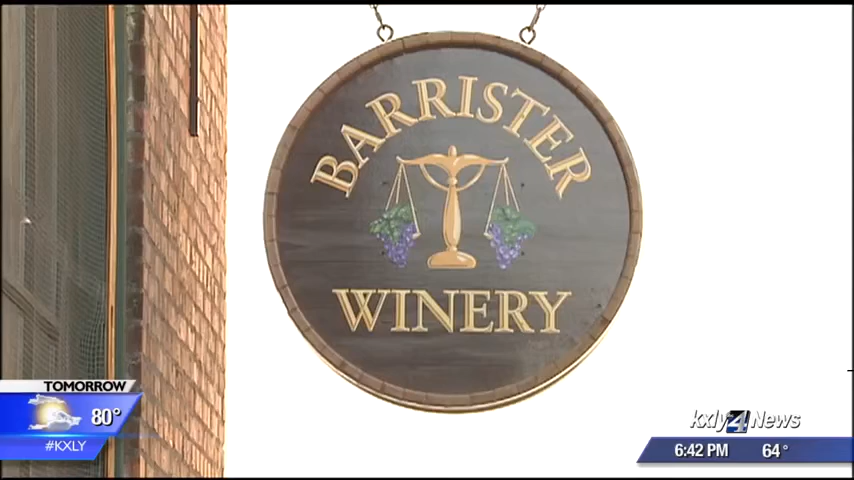 BARRISTER
WINERY
TOMORROW
80°
#KXLY
kxly4News
6:42 PM 64°